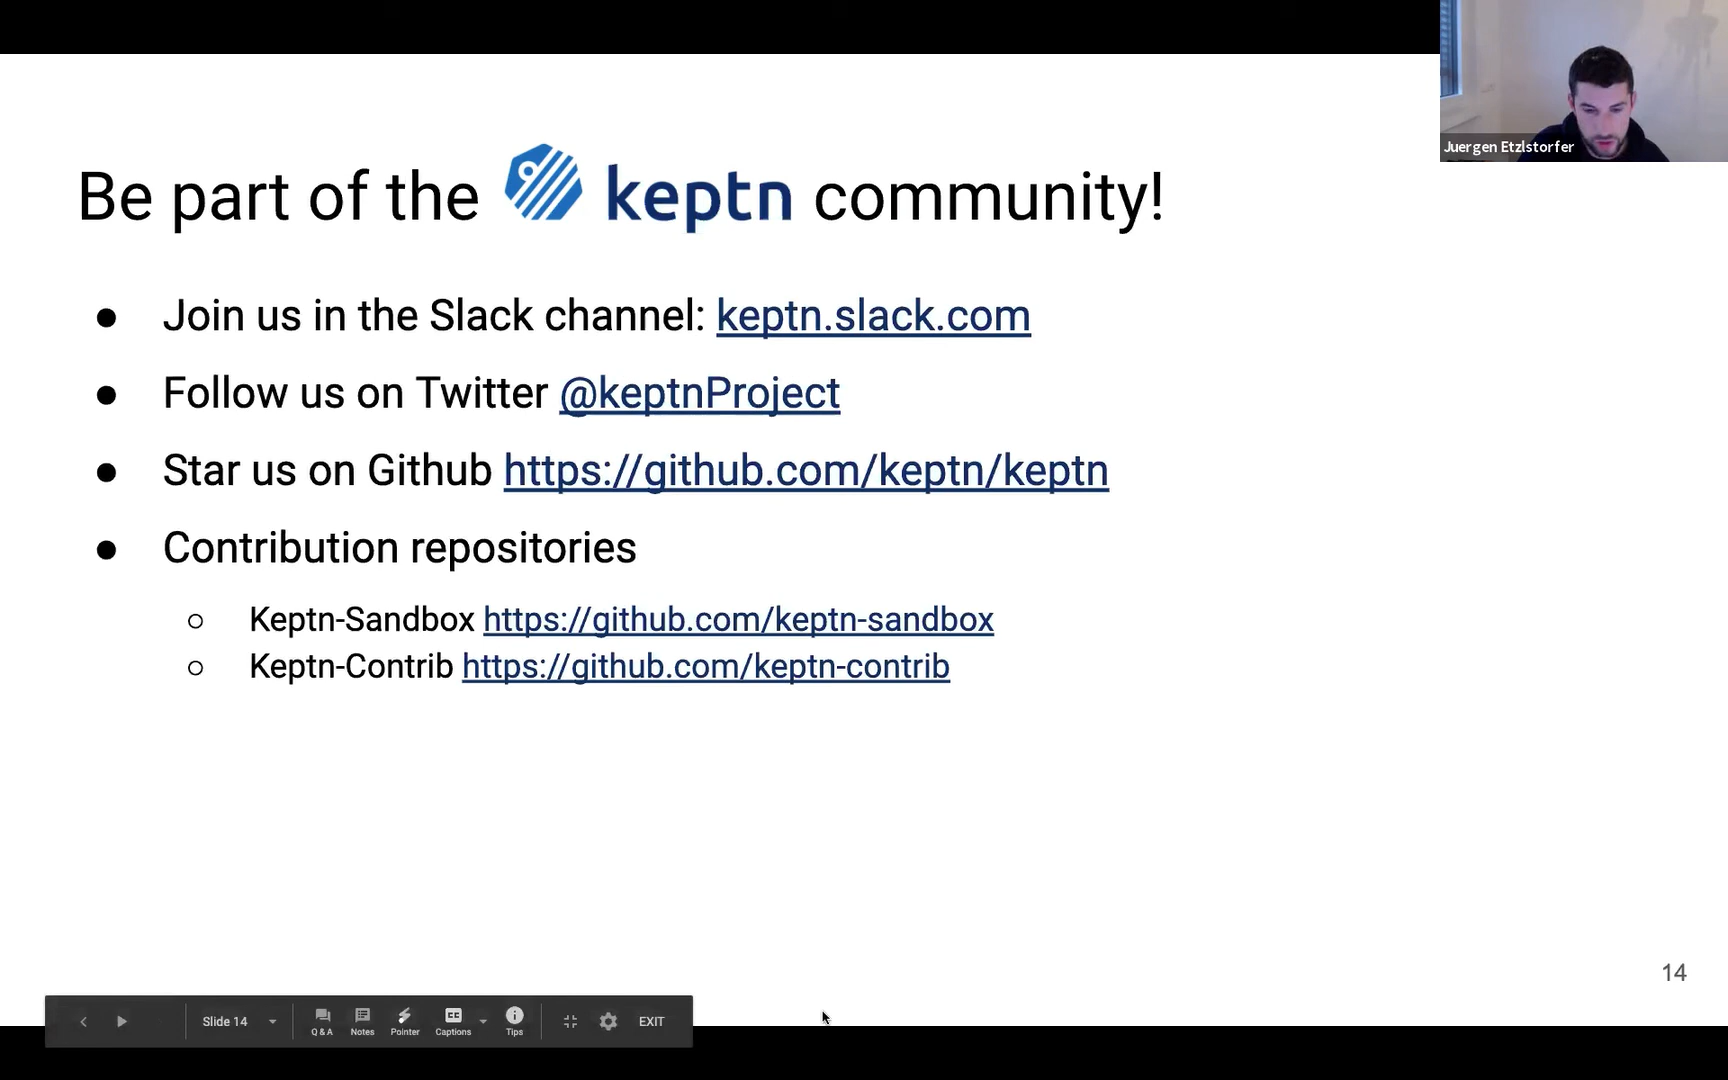 Juergen Etzlstorfer
Be part of the keptn community!
● Join us in the Slack channel: keptn.slack.com
● Follow us on Twitter @keptnProject
● Star us on Github https://github.com/keptn/keptn
● Contribution repositories
○ Keptn-Sandbox https://github.com/keptn-sandbox
○ Keptn-Contrib https://github.com/keptn-contrib
14
Slide 14 Q & A Notes Pointer Captions Tips EXIT